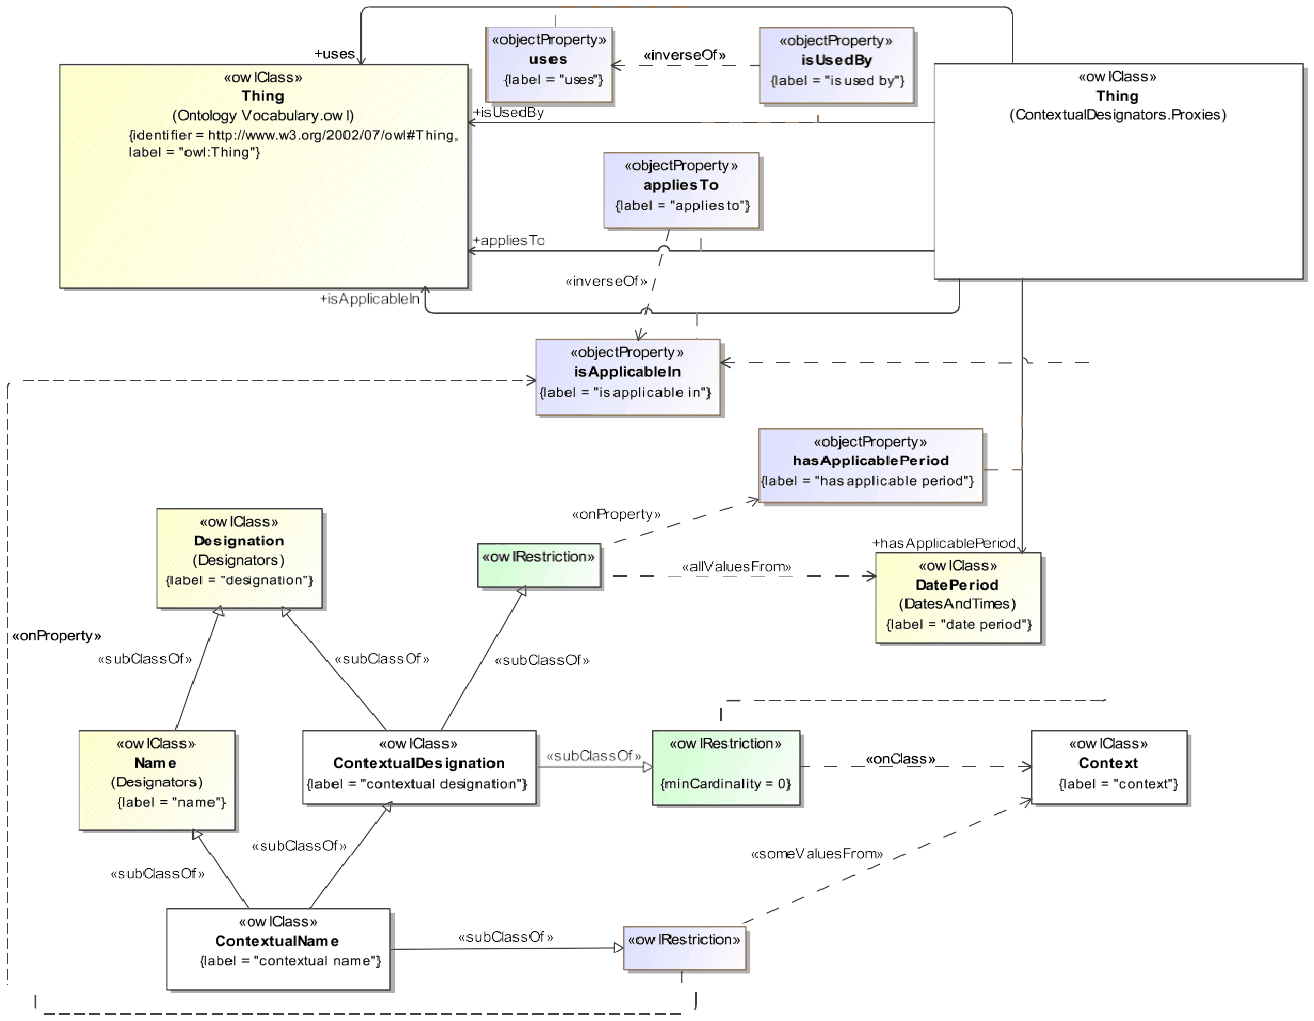 +uses
«objectProperty»
uses
{label = "uses"}
«inverseOf»
«objectProperty»
isUsedBy
{label = "is used by"}
«owlClass»
Thing
(Ontology Vocabulary.owl)
{identifier = http://www.w3.org/2002/07/owl#Thing,
label = "owl:Thing"}
«owlClass»
Thing
(ContextualDesignators.Proxies)
+isUsedBy
«objectProperty»
appliesTo
{label = "applies to"}
+appliesTo
«inverseOf»
+isApplicableIn
«objectProperty»
isApplicableIn
{label = "is applicable in"}
«objectProperty»
hasApplicablePeriod
{label = "has applicable period"}
«onProperty»
«owlClass»
Designation
(Designators)
{label = "designation"}
«owlRestriction»
+hasApplicablePeriod
«allValuesFrom»
«owlClass»
DatePeriod
(DatesAndTimes)
{label = "date period"}
«onProperty»
«subClassOf»
«subClassOf»
«subClassOf»
«owlClass»
Name
(Designators)
{label = "name"}
«owlClass»
ContextualDesignation
{label = "contextual designation"}
«subClassOf»
«owlRestriction»
{minCardinality = 0}
«onClass»
«owlClass»
Context
{label = "context"}
«subClassOf»
«subClassOf»
«someValuesFrom»
«owlClass»
ContextualName
{label = "contextual name"}
«subClassOf»
«owlRestriction»